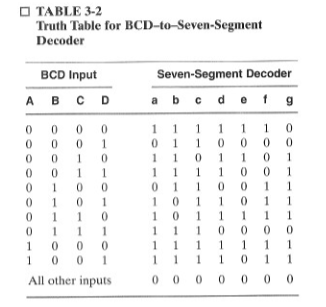 □ TABLE 3-2
Truth Table for BCD–to–Seven-Segment
Decoder
BCD Input Seven-Segment Decoder
A B C D a b c d e f g
0 0 0 0 1 1 1 1 1 1 0
0 0 0 1 0 1 1 0 0 0 0
0 0 1 0 1 1 0 1 1 0 1
0 0 1 1 1 1 1 1 0 0 1
0 1 0 0 0 1 1 0 0 1 1
0 1 0 1 1 0 1 1 0 1 1
0 1 1 0 1 0 1 1 1 1 1
0 1 1 1 1 1 1 0 0 0 0
1 0 0 0 1 1 1 1 1 1 1
1 0 0 1 1 1 1 1 0 1 1
All other inputs 0 0 0 0 0 0 0